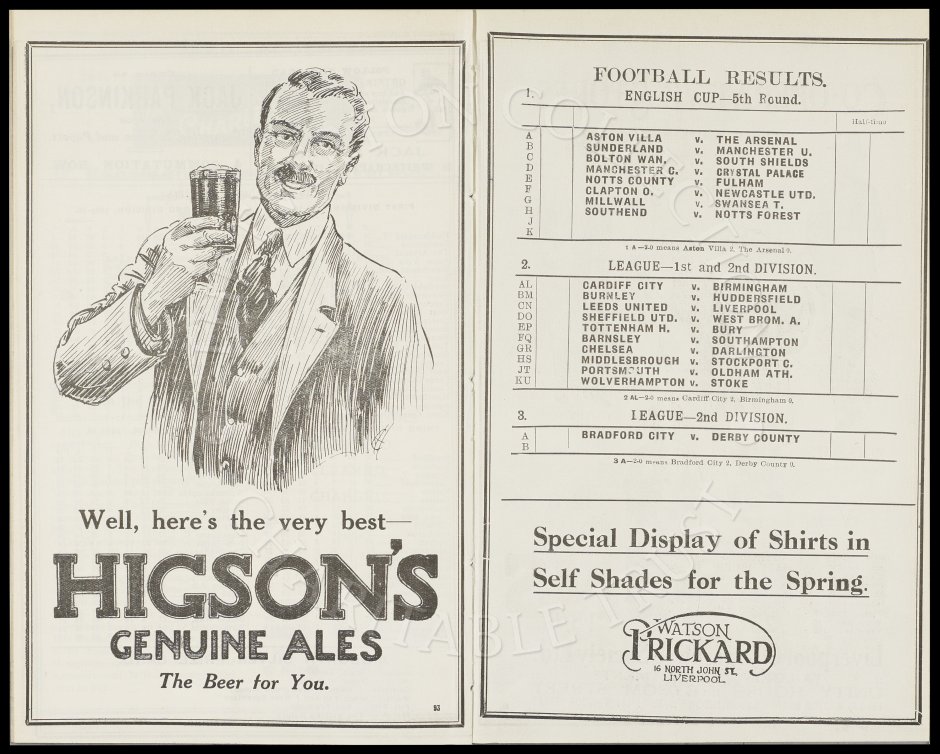 Well, here's the very best—
HIGSON'S
GENUINE ALES
The Beer for You.
93
FOOTBALL RESULTS.
1. ENGLISH CUP—5th Round.
Half-time
A ASTON VILLA v. THE ARSENAL
B SUNDERLAND v. MANCHESTER U.
C BOLTON WAN. v. SOUTH SHIELDS
D MANCHESTER C. v. CRYSTAL PALACE
E NOTTS COUNTY v. FULHAM
F CLAPTON O. v. NEWCASTLE UTD.
G MILLWALL v. SWANSEA T.
H SOUTHEND v. NOTTS FOREST
J
K
1 A—2-0 means Aston Villa 2, The Arsenal 0.
2. LEAGUE—1st and 2nd DIVISION.
AL CARDIFF CITY v. BIRMINGHAM
BM BURNLEY v. HUDDERSFIELD
CN LEEDS UNITED v. LIVERPOOL
DO SHEFFIELD UTD. v. WEST BROM. A.
EP TOTTENHAM H. v. BURY
FQ BARNSLEY v. SOUTHAMPTON
GR CHELSEA v. DARLINGTON
HS MIDDLESBROUGH v. STOCKPORT C.
JT PORTSMOUTH v. OLDHAM ATH.
KU WOLVERHAMPTON v. STOKE
2 AL—2-0 means Cardiff City 2, Birmingham 0.
3. LEAGUE—2nd DIVISION.
A BRADFORD CITY v. DERBY COUNTY
B
3 A—2-0 means Bradford City 2, Derby County 0.
Special Display of Shirts in
Self Shades for the Spring.
WATSON
PRICKARD
16 NORTH JOHN ST.
LIVERPOOL